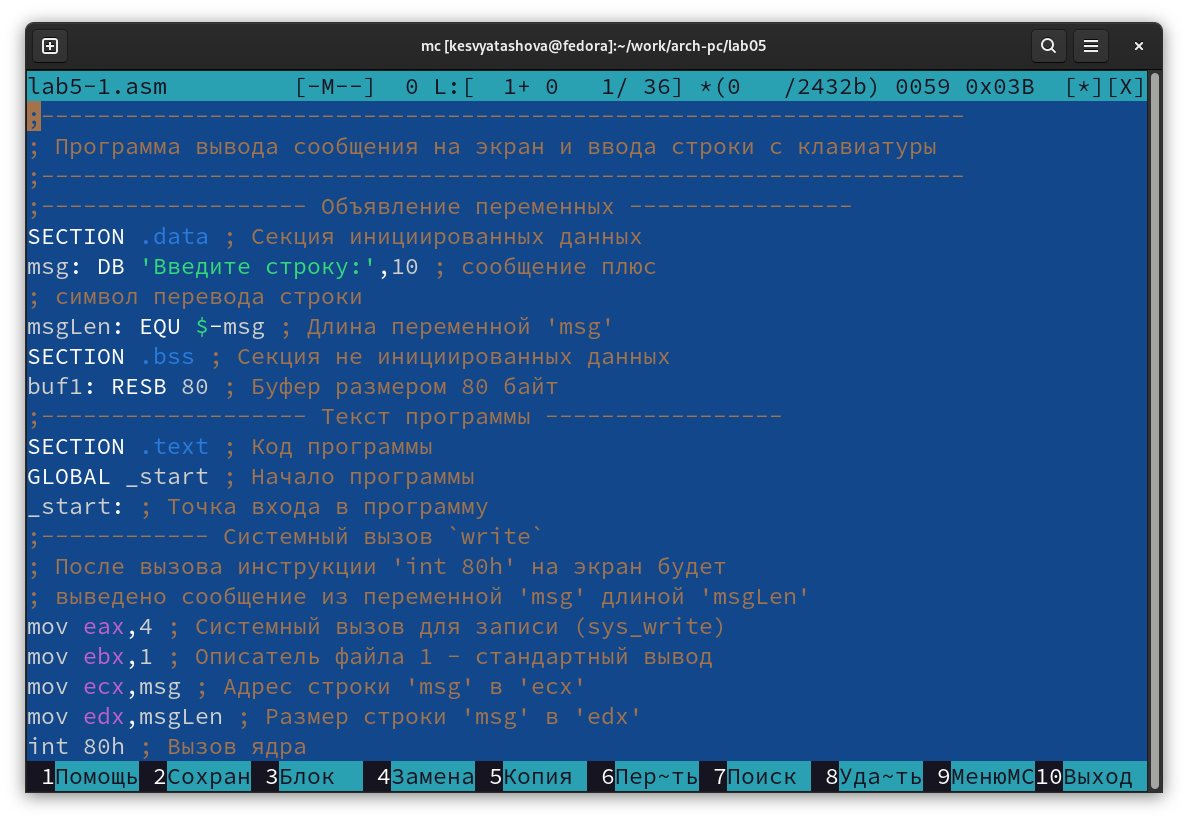 mc [kesvyatashova@fedora]:~/work/arch-pc/lab05
lab5-1.asm [-M--] 0 L:[ 1+ 0 1/ 36] *(0 /2432b) 0059 0x03B [*][X]
;------------------------------------------------------------------
; Программа вывода сообщения на экран и ввода строки с клавиатуры
;------------------------------------------------------------------
;------------------- Объявление переменных ----------------
SECTION .data ; Секция инициированных данных
msg: DB 'Введите строку:',10 ; сообщение плюс
; символ перевода строки
msgLen: EQU $-msg ; Длина переменной 'msg'
SECTION .bss ; Секция не инициированных данных
buf1: RESB 80 ; Буфер размером 80 байт
;------------------- Текст программы -----------------
SECTION .text ; Код программы
GLOBAL _start ; Начало программы
_start: ; Точка входа в программу
;------------ Системный вызов `write`
; После вызова инструкции 'int 80h' на экран будет
; выведено сообщение из переменной 'msg' длиной 'msgLen'
mov eax,4 ; Системный вызов для записи (sys_write)
mov ebx,1 ; Описатель файла 1 - стандартный вывод
mov ecx,msg ; Адрес строки 'msg' в 'ecx'
mov edx,msgLen ; Размер строки 'msg' в 'edx'
int 80h ; Вызов ядра
1Помощь 2Сохран 3Блок 4Замена 5Копия 6Пер~ть 7Поиск 8Уда~ть 9МенюMC 10Выход